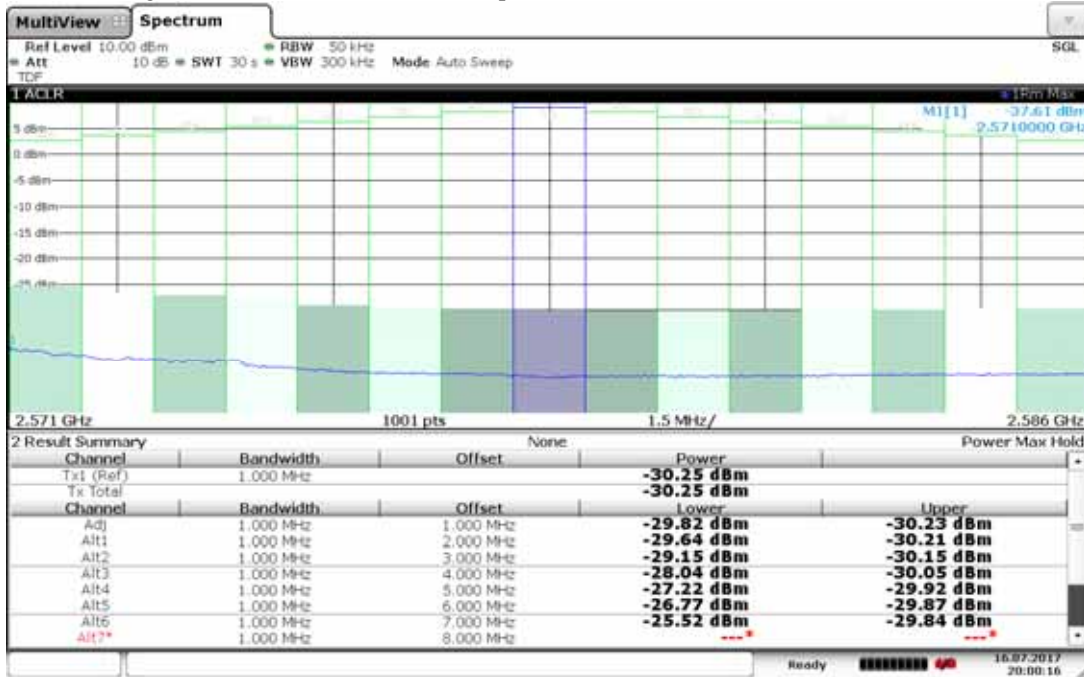 MultiView Spectrum
Ref Level 10.00 dBm RBW 50 kHz SGL
Att 10 dB SWT 30 s VBW 300 kHz Mode Auto Sweep
TDF
1 ACLR 1Rm Max
M1[1] -37.61 dBm
2.5710000 GHz
5 dBm
0 dBm
-5 dBm
-10 dBm
-15 dBm
-20 dBm
-25 dBm
2.571 GHz 1001 pts 1.5 MHz/ 2.586 GHz
2 Result Summary None Power Max Hold
Channel Bandwidth Offset Power
Tx1 (Ref) 1.000 MHz -30.25 dBm
Tx Total -30.25 dBm
Channel Bandwidth Offset Lower Upper
Adj 1.000 MHz 1.000 MHz -29.82 dBm -30.23 dBm
Alt1 1.000 MHz 2.000 MHz -29.64 dBm -30.21 dBm
Alt2 1.000 MHz 3.000 MHz -29.15 dBm -30.15 dBm
Alt3 1.000 MHz 4.000 MHz -28.04 dBm -30.05 dBm
Alt4 1.000 MHz 5.000 MHz -27.22 dBm -29.92 dBm
Alt5 1.000 MHz 6.000 MHz -26.77 dBm -29.87 dBm
Alt6 1.000 MHz 7.000 MHz -25.52 dBm -29.84 dBm
Alt7* 1.000 MHz 8.000 MHz ---* ---*
Ready 16.07.2017
20:00:16